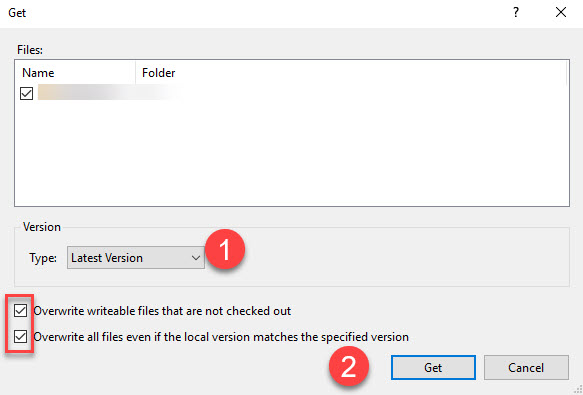 Get
?
Files:
Name Folder
Version
Type: Latest Version 1
Overwrite writeable files that are not checked out
Overwrite all files even if the local version matches the specified version
2 Get Cancel